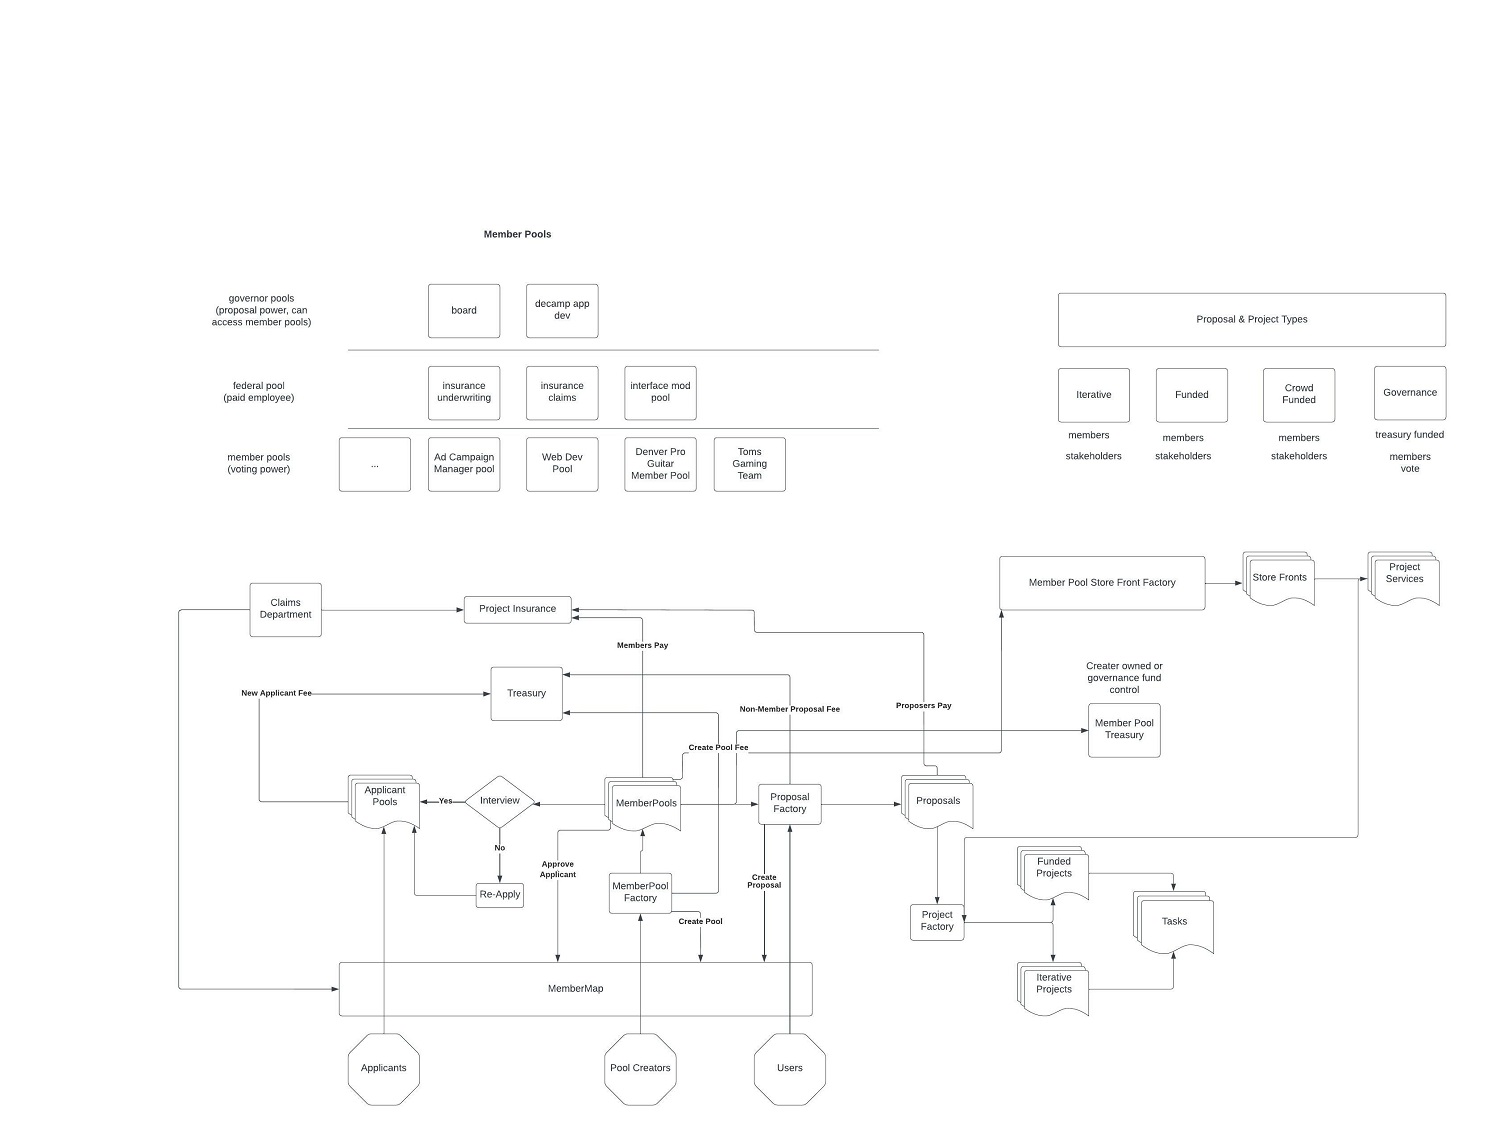 Member Pools
governor pools
(proposal power, can
access member pools)
board
decamp app
dev
Proposal & Project Types
federal pool
(paid employee)
insurance
underwriting
insurance
claims
interface mod
pool
Iterative
Funded
Crowd
Funded
Governance
members
stakeholders
members
stakeholders
members
stakeholders
treasury funded
members
vote
member pools
(voting power)
...
Ad Campaign
Manager pool
Web Dev
Pool
Denver Pro
Guitar
Member Pool
Toms
Gaming
Team
Member Pool Store Front Factory
Store Fronts
Project
Services
Claims
Department
Project Insurance
Members Pay
New Applicant Fee
Treasury
Non-Member Proposal Fee
Proposers Pay
Creater owned or
governance fund
control
Member Pool
Treasury
Create Pool Fee
Applicant
Pools
Yes
Interview
MemberPools
Proposal
Factory
Proposals
No
Re-Apply
Approve
Applicant
MemberPool
Factory
Create
Proposal
Create Pool
Project
Factory
Funded
Projects
Tasks
Iterative
Projects
MemberMap
Applicants
Pool Creators
Users